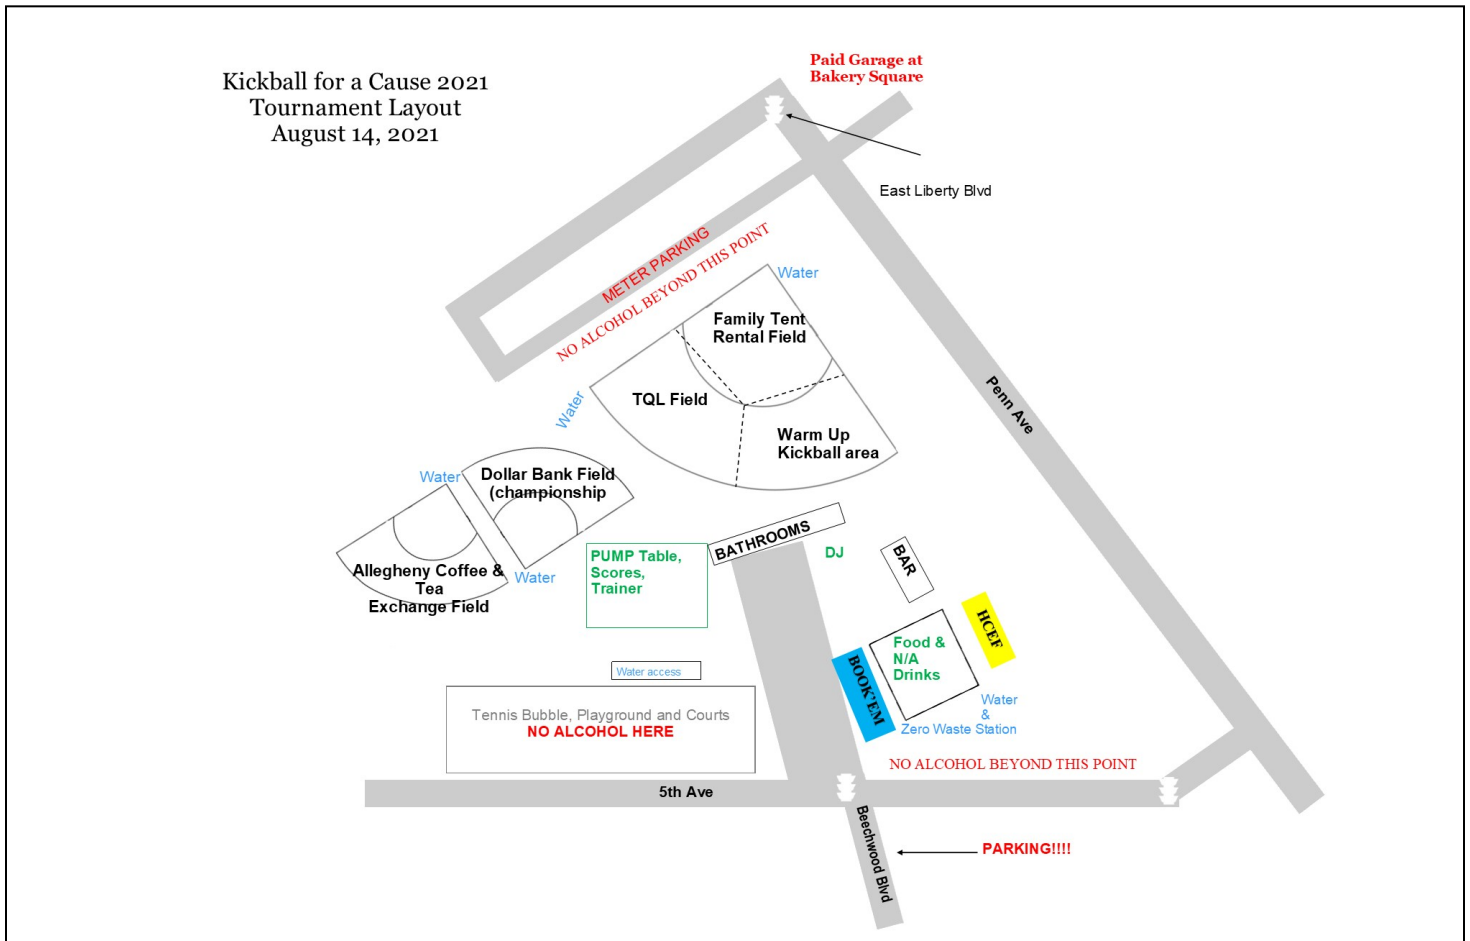 Kickball for a Cause 2021
Tournament Layout
August 14, 2021
Paid Garage at
Bakery Square
East Liberty Blvd
METER PARKING
NO ALCOHOL BEYOND THIS POINT
Water
Family Tent
Rental Field
Penn Ave
Water
TQL Field
Warm Up
Kickball area
Water
Dollar Bank Field
(championship
Allegheny Coffee &
Tea
Exchange Field
Water
BATHROOMS
PUMP Table,
Scores,
Trainer
DJ
BAR
HCEF
Food &
N/A
Drinks
BOOK'EM
Water access
Water
&
Zero Waste Station
Tennis Bubble, Playground and Courts
NO ALCOHOL HERE
NO ALCOHOL BEYOND THIS POINT
5th Ave
Beechwood Blvd
PARKING!!!!